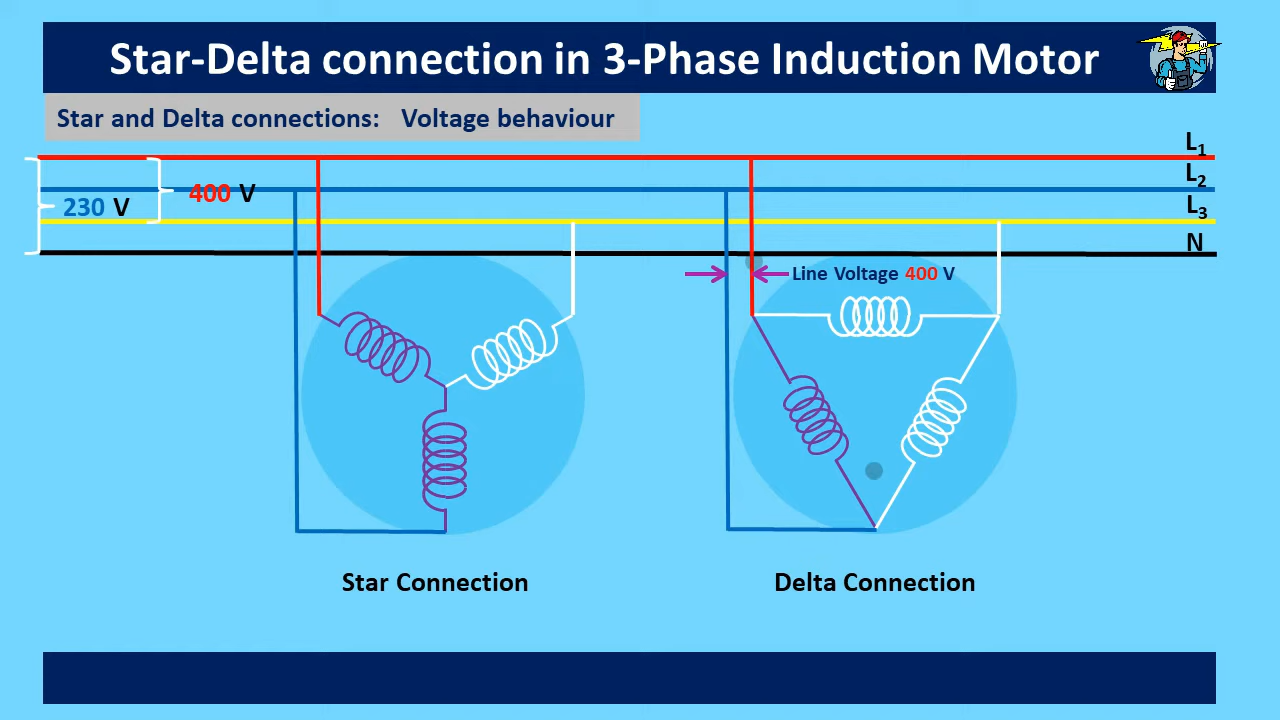 Star-Delta connection in 3-Phase Induction Motor
Star and Delta connections: Voltage behaviour
L1
L2
400 V
230 V
L3
N
Line Voltage 400 V
Star Connection
Delta Connection